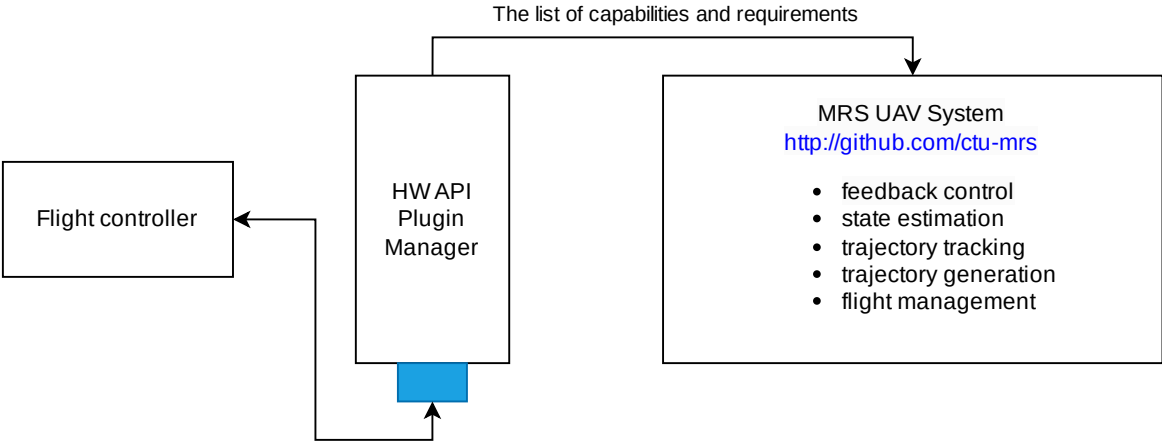 The list of capabilities and requirements
MRS UAV System
http://github.com/ctu-mrs
• feedback control
• state estimation
• trajectory tracking
• trajectory generation
• flight management
HW API
Plugin
Manager
Flight controller